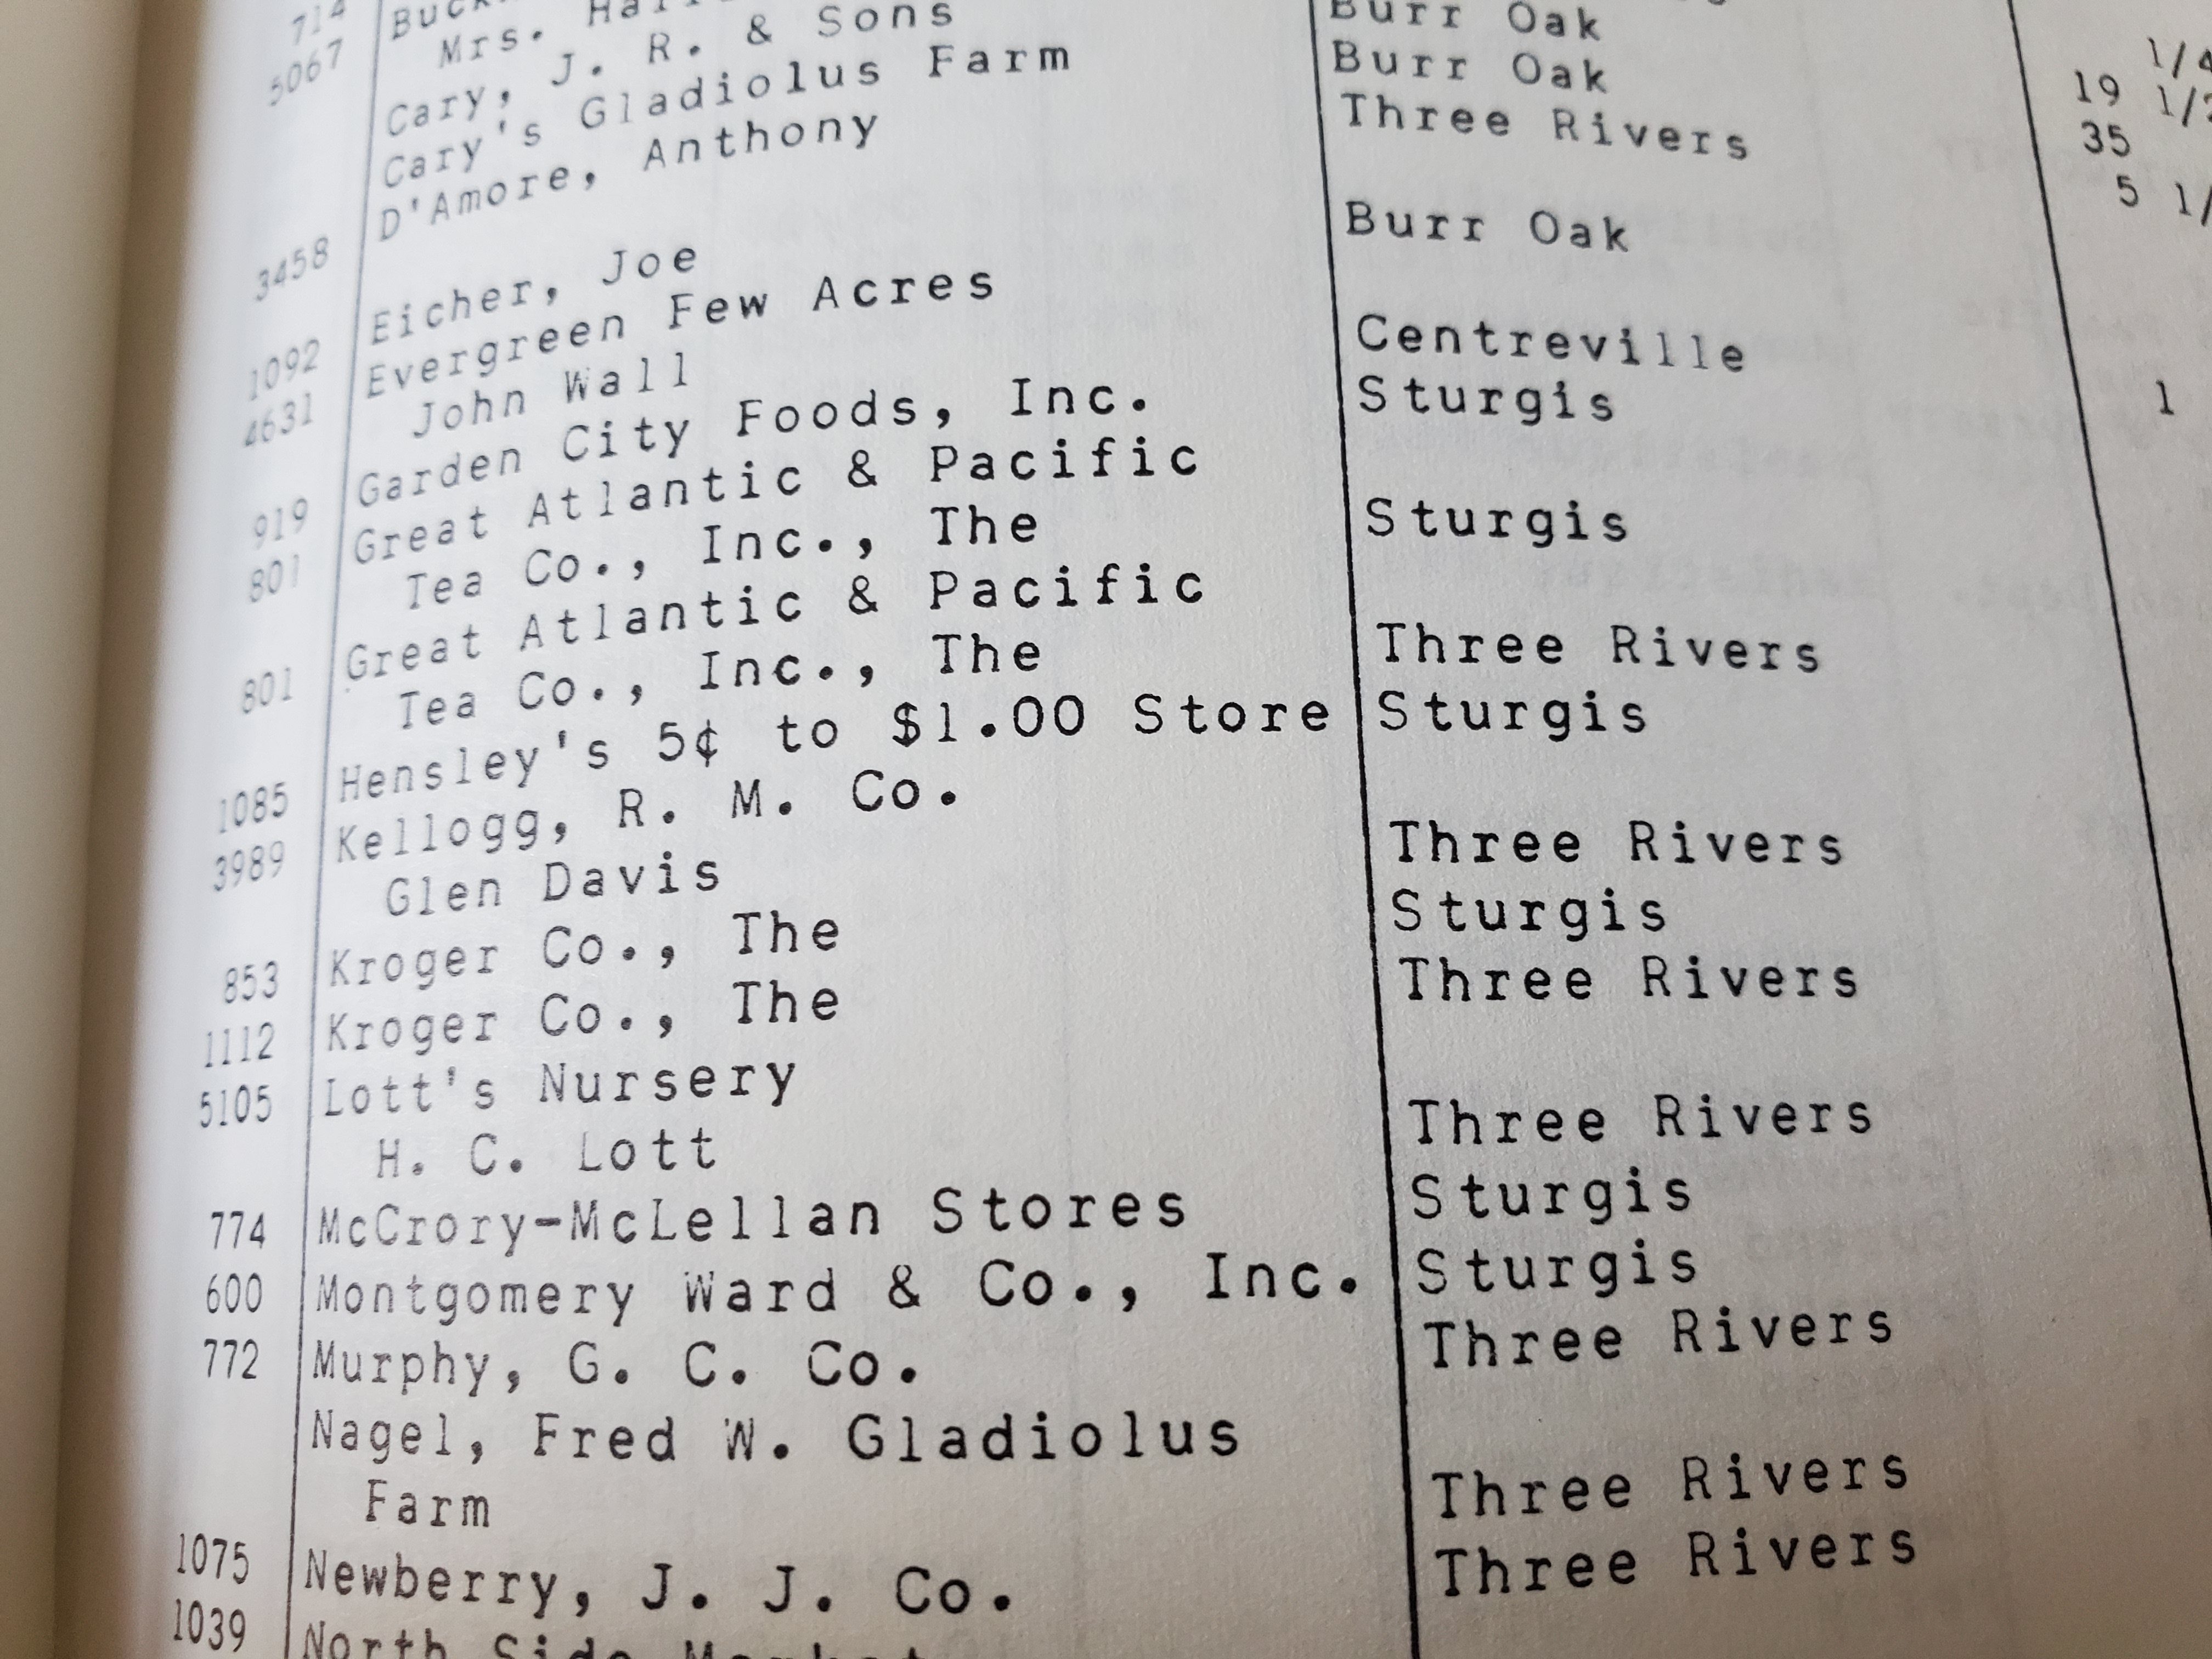 714
5067 Buck
Mrs. Har
Cary, J. R. & Sons Burr Oak 19
Cary's Gladiolus Farm Burr Oak 35
3458 D'Amore, Anthony Three Rivers 5
1092 Eicher, Joe Burr Oak
4631 Evergreen Few Acres
John Wall Centreville 1
919 Garden City Foods, Inc. Sturgis
801 Great Atlantic & Pacific
Tea Co., Inc., The Sturgis
801 Great Atlantic & Pacific
Tea Co., Inc., The Three Rivers
1085 Hensley's 5¢ to $1.00 Store Sturgis
3989 Kellogg, R. M. Co.
Glen Davis Three Rivers
853 Kroger Co., The Sturgis
1112 Kroger Co., The Three Rivers
5105 Lott's Nursery
H. C. Lott Three Rivers
774 McCrory-McLellan Stores Sturgis
600 Montgomery Ward & Co., Inc. Sturgis
772 Murphy, G. C. Co. Three Rivers
Nagel, Fred W. Gladiolus
Farm Three Rivers
1075 Newberry, J. J. Co. Three Rivers
1039 North Side Market